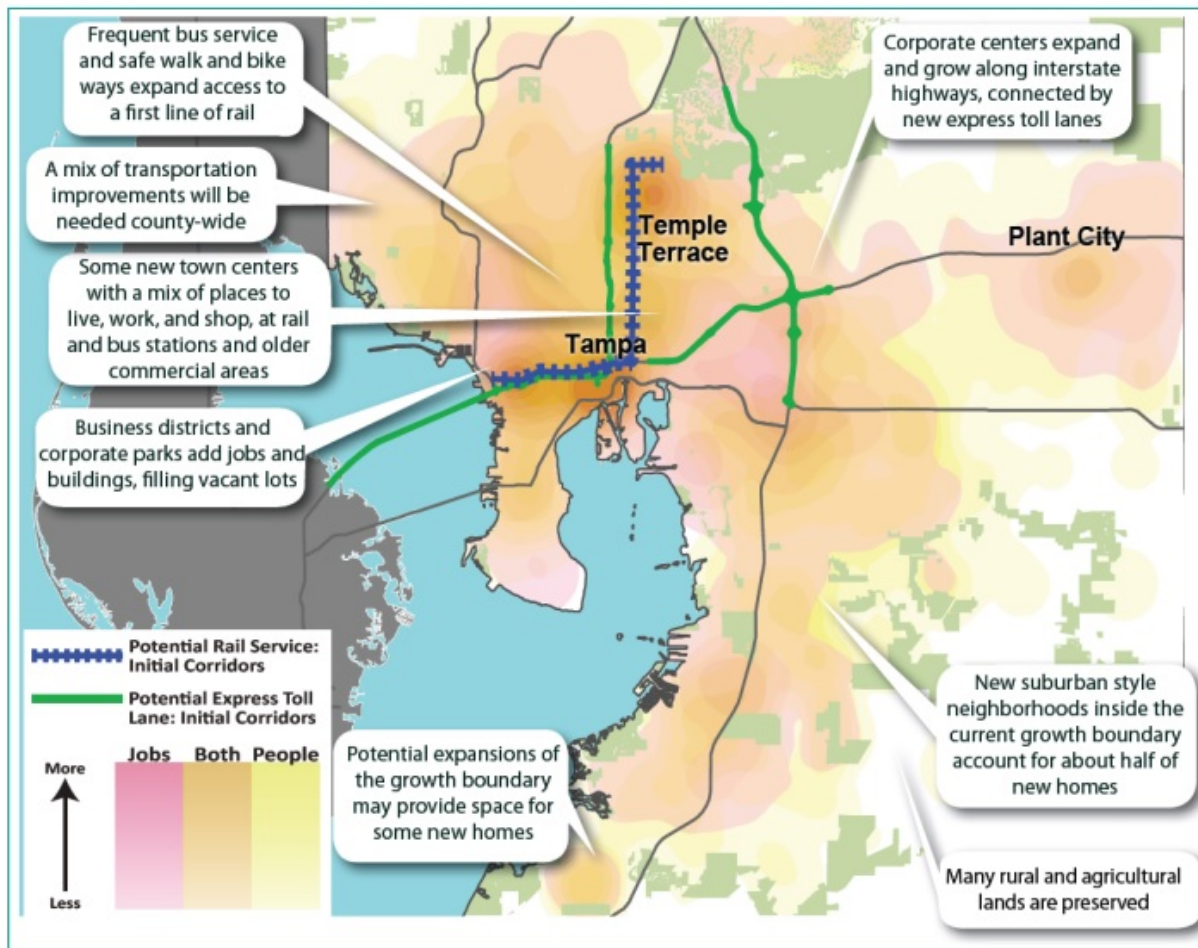 Frequent bus service
and safe walk and bike
ways expand access to
a first line of rail
Corporate centers expand
and grow along interstate
highways, connected by
new express toll lanes
A mix of transportation
improvements will be
needed county-wide
Temple
Terrace
Plant City
Some new town centers
with a mix of places to
live, work, and shop, at rail
and bus stations and older
commercial areas
Tampa
Business districts and
corporate parks add jobs and
buildings, filling vacant lots
Potential Rail Service:
Initial Corridors
Potential Express Toll
Lane: Initial Corridors
Jobs Both People
More
Less
Potential expansions of
the growth boundary
may provide space for
some new homes
New suburban style
neighborhoods inside the
current growth boundary
account for about half of
new homes
Many rural and agricultural
lands are preserved